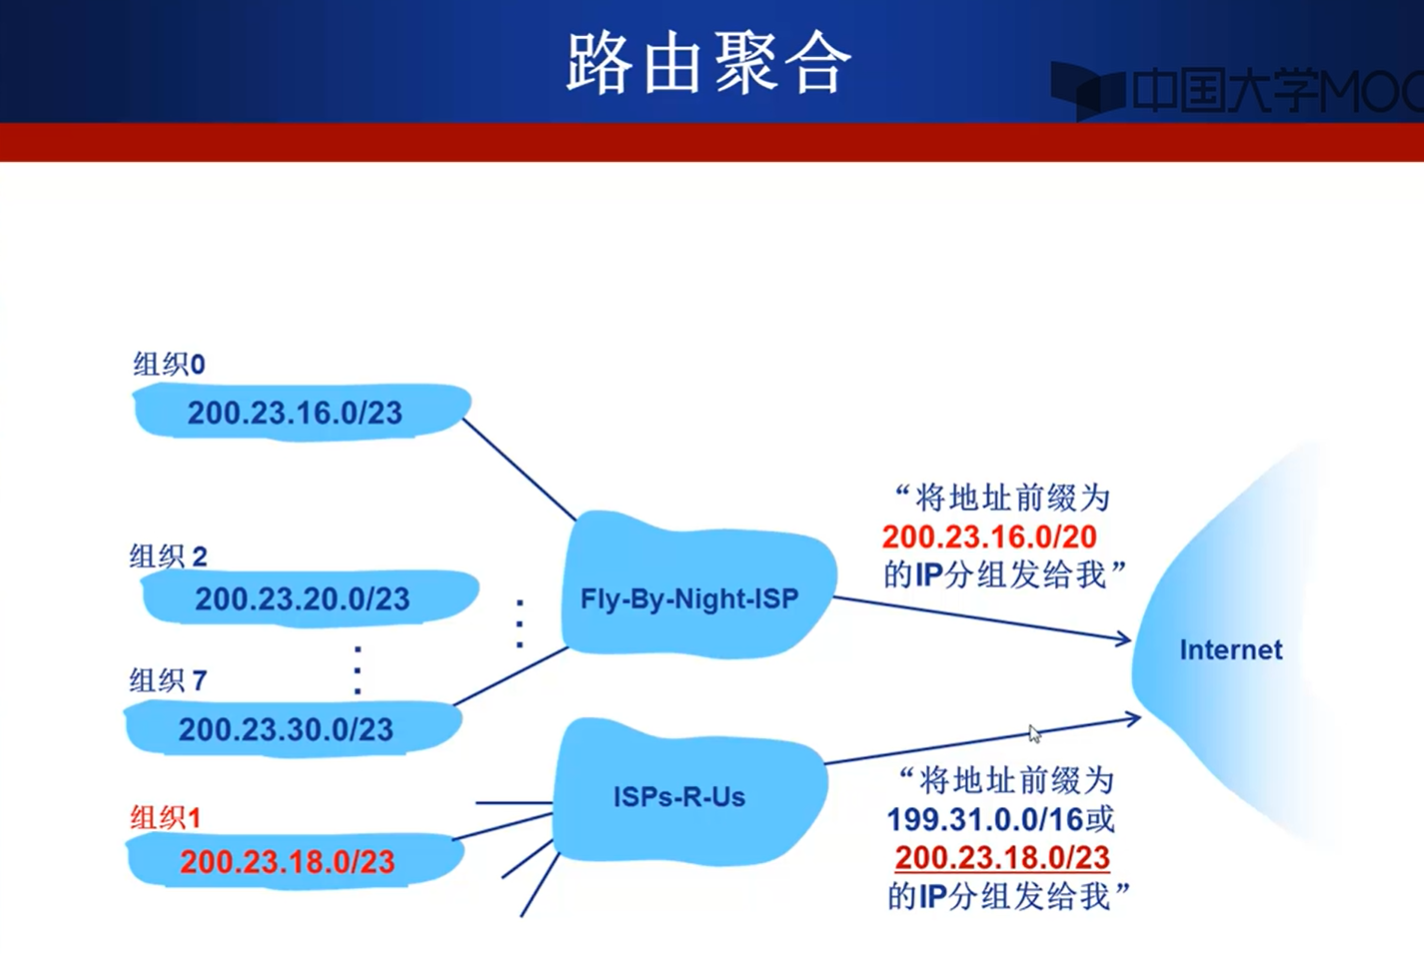 路由聚合
中国大学MOO
组织0
200.23.16.0/23
组织 2
200.23.20.0/23
组织 7
200.23.30.0/23
组织1
200.23.18.0/23
Fly-By-Night-ISP
ISPs-R-Us
“将地址前缀为
200.23.16.0/20
的IP分组发给我”
Internet
“将地址前缀为
199.31.0.0/16或
200.23.18.0/23
的IP分组发给我”